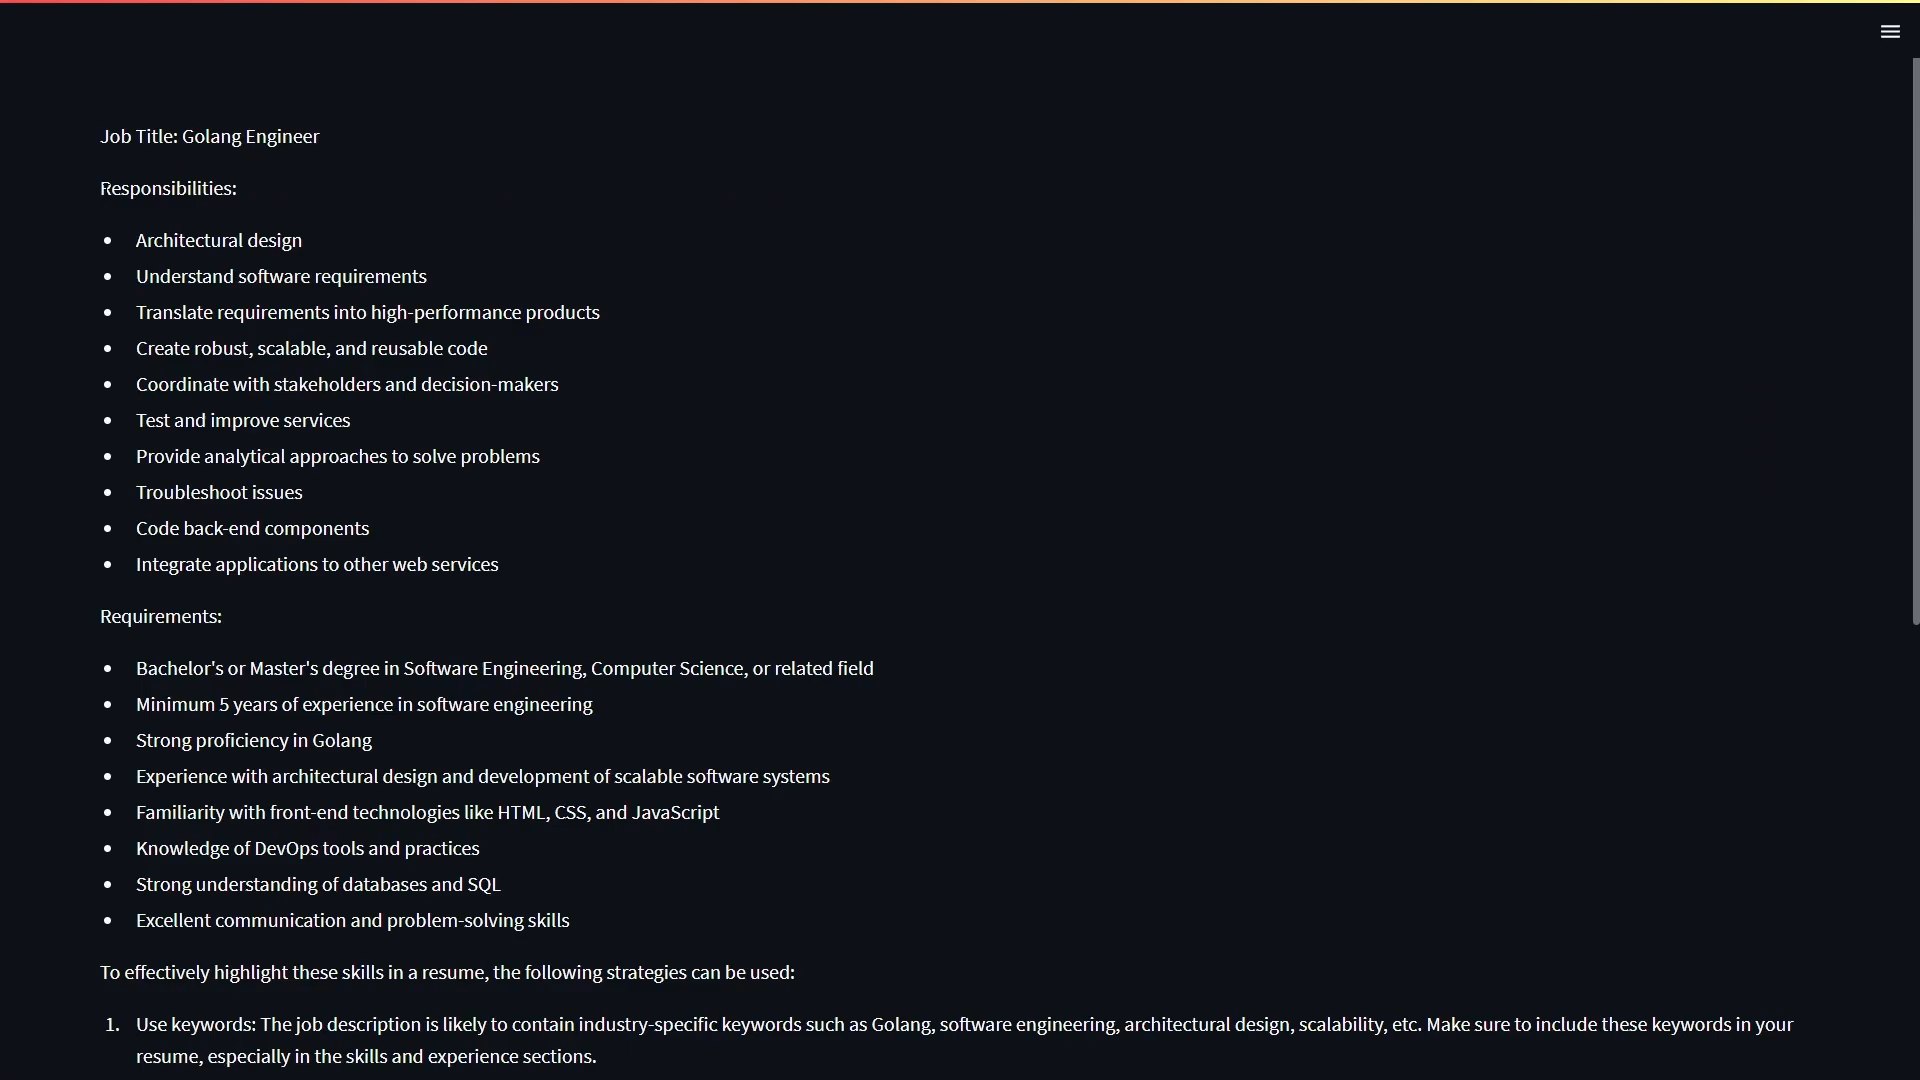 Job Title: Golang Engineer
Responsibilities:
• Architectural design
• Understand software requirements
• Translate requirements into high-performance products
• Create robust, scalable, and reusable code
• Coordinate with stakeholders and decision-makers
• Test and improve services
• Provide analytical approaches to solve problems
• Troubleshoot issues
• Code back-end components
• Integrate applications to other web services
Requirements:
• Bachelor's or Master's degree in Software Engineering, Computer Science, or related field
• Minimum 5 years of experience in software engineering
• Strong proficiency in Golang
• Experience with architectural design and development of scalable software systems
• Familiarity with front-end technologies like HTML, CSS, and JavaScript
• Knowledge of DevOps tools and practices
• Strong understanding of databases and SQL
• Excellent communication and problem-solving skills
To effectively highlight these skills in a resume, the following strategies can be used:
1. Use keywords: The job description is likely to contain industry-specific keywords such as Golang, software engineering, architectural design, scalability, etc. Make sure to include these keywords in your
resume, especially in the skills and experience sections.